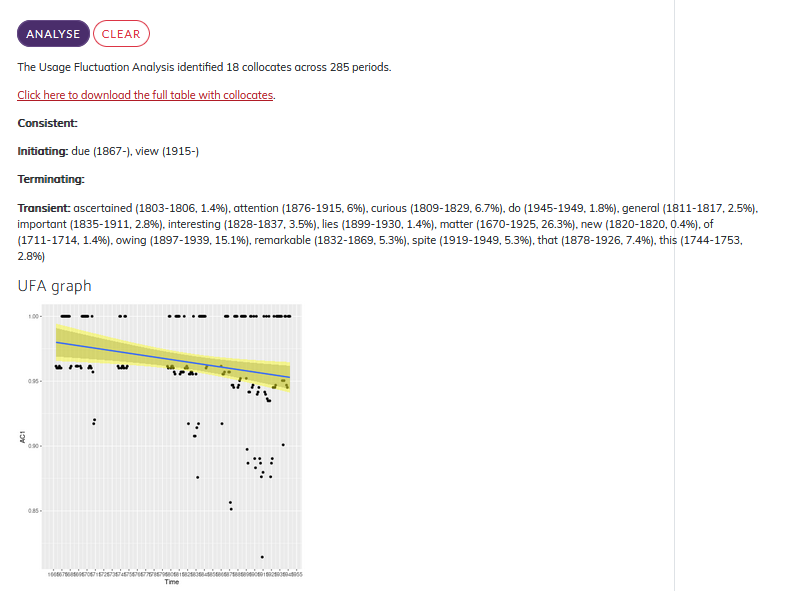 ANALYSE CLEAR
The Usage Fluctuation Analysis identified 18 collocates across 285 periods.
Click here to download the full table with collocates.
Consistent:
Initiating: due (1867-), view (1915-)
Terminating:
Transient: ascertained (1803-1806, 1.4%), attention (1876-1915, 6%), curious (1809-1829, 6.7%), do (1945-1949, 1.8%), general (1811-1817, 2.5%),
important (1835-1911, 2.8%), interesting (1828-1837, 3.5%), lies (1899-1930, 1.4%), matter (1670-1925, 26.3%), new (1820-1820, 0.4%), of
(1711-1714, 1.4%), owing (1897-1939, 15.1%), remarkable (1832-1869, 5.3%), spite (1919-1949, 5.3%), that (1878-1926, 7.4%), this (1744-1753,
2.8%)
UFA graph
1.00
0.95
0.90
0.85
AC1
Time